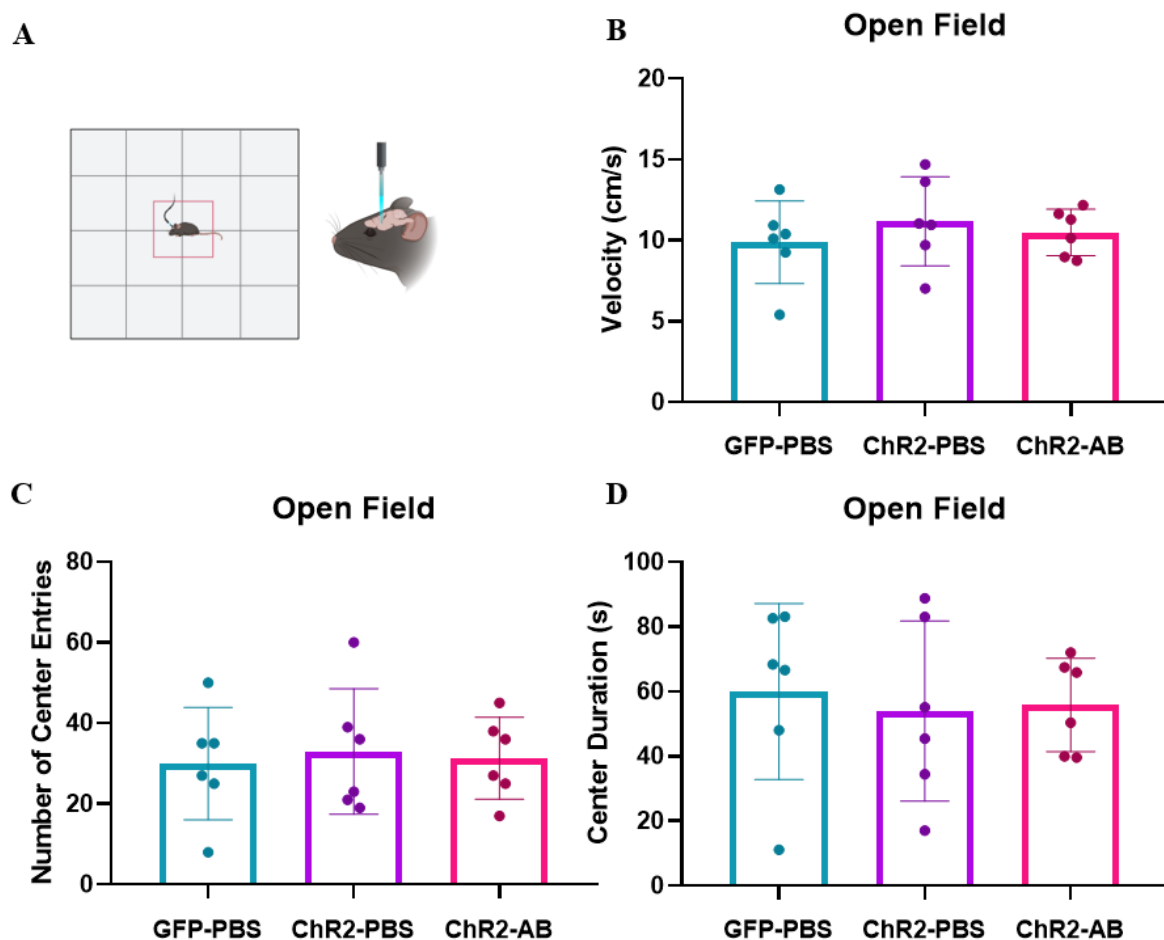 A
B
Open Field
Velocity (cm/s)
20
15
10
5
0
GFP-PBS ChR2-PBS ChR2-AB
C
Open Field
Number of Center Entries
80
60
40
20
0
GFP-PBS ChR2-PBS ChR2-AB
D
Open Field
Center Duration (s)
100
80
60
40
20
0
GFP-PBS ChR2-PBS ChR2-AB